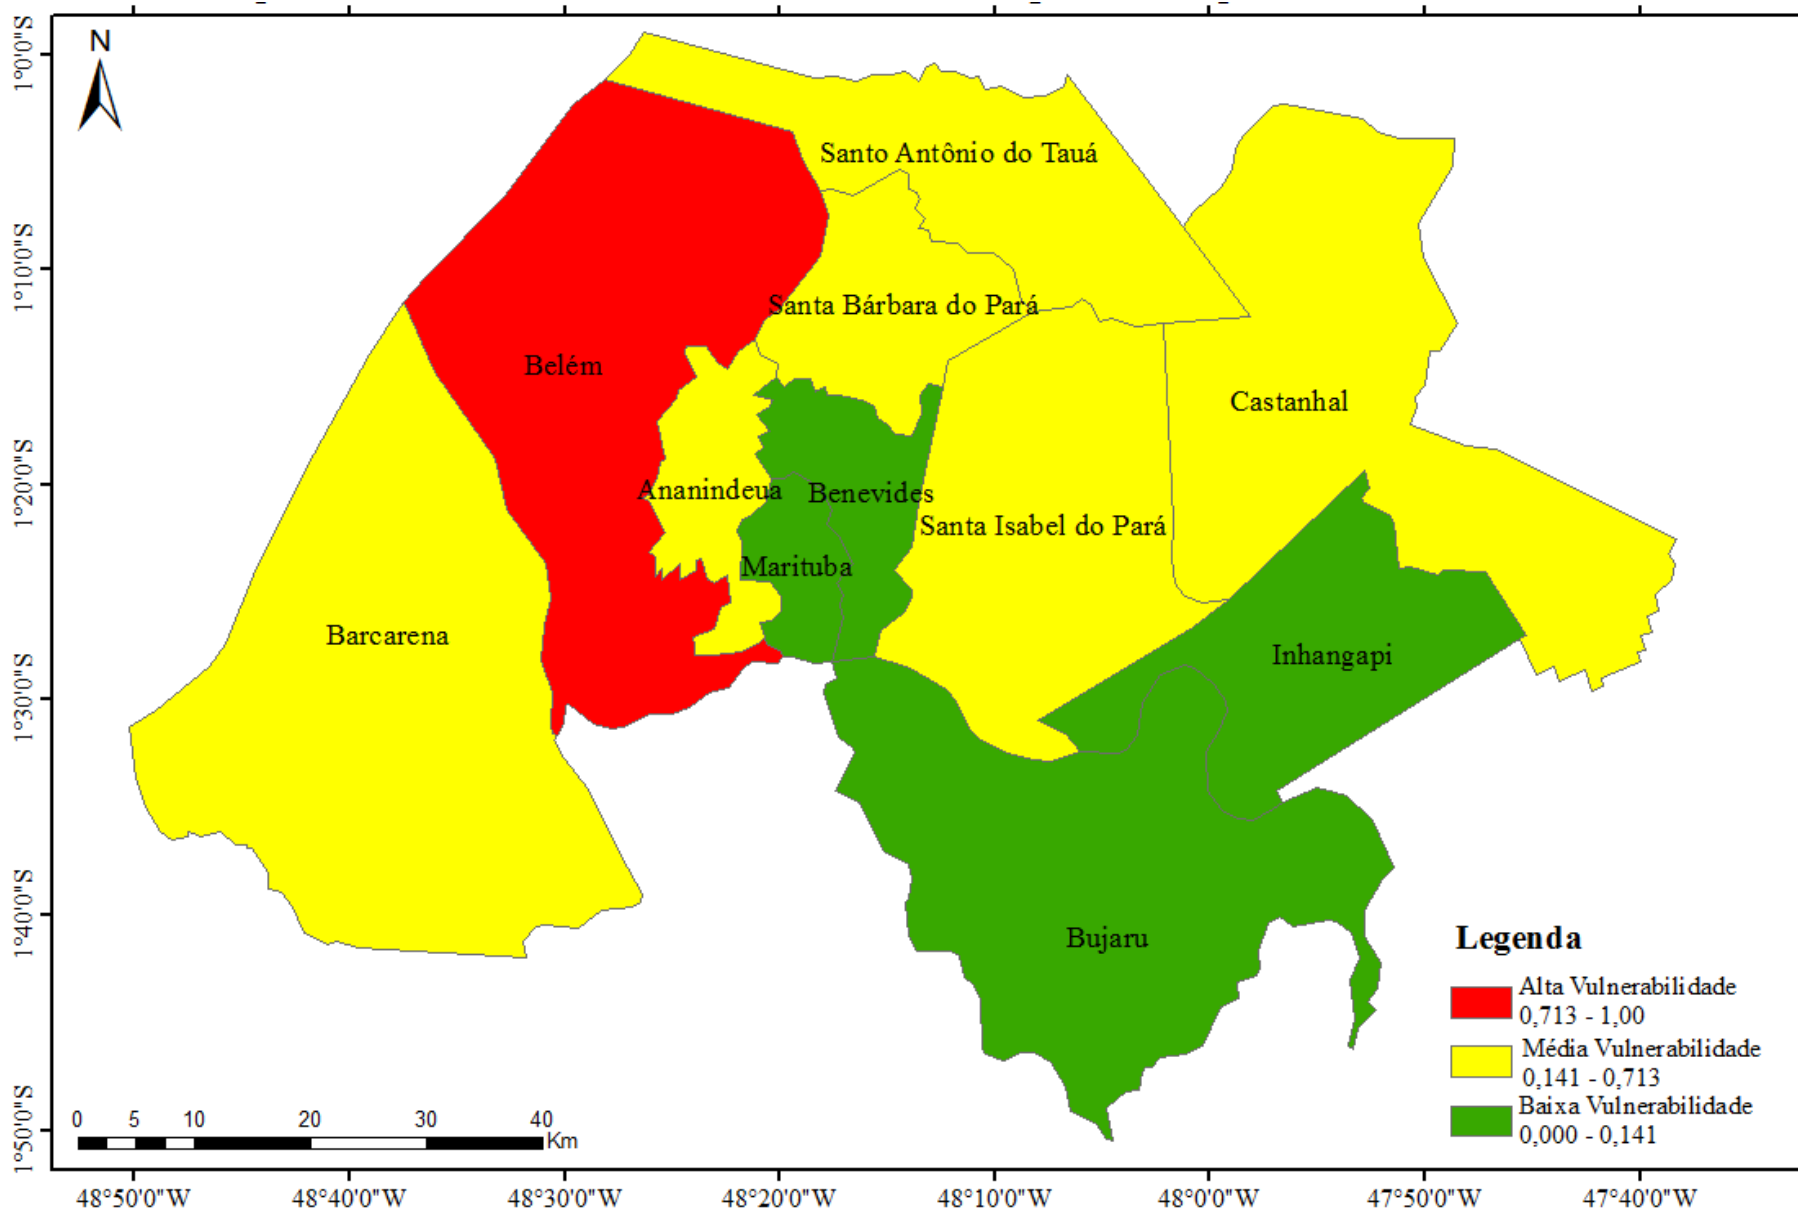 N
1°0'0"S
1°10'0"S
1°20'0"S
1°30'0"S
1°40'0"S
1°50'0"S
Santo Antônio do Tauá
Santa Bárbara do Pará
Belém
Castanhal
Ananindeua
Benevides
Santa Isabel do Pará
Marituba
Barcarena
Inhangapi
Bujaru
Legenda
Alta Vulnerabilidade
0,713 - 1,00
Média Vulnerabilidade
0,141 - 0,713
Baixa Vulnerabilidade
0,000 - 0,141
0 5 10 20 30 40
Km
48°50'0"W 48°40'0"W 48°30'0"W 48°20'0"W 48°10'0"W 48°0'0"W 47°50'0"W 47°40'0"W